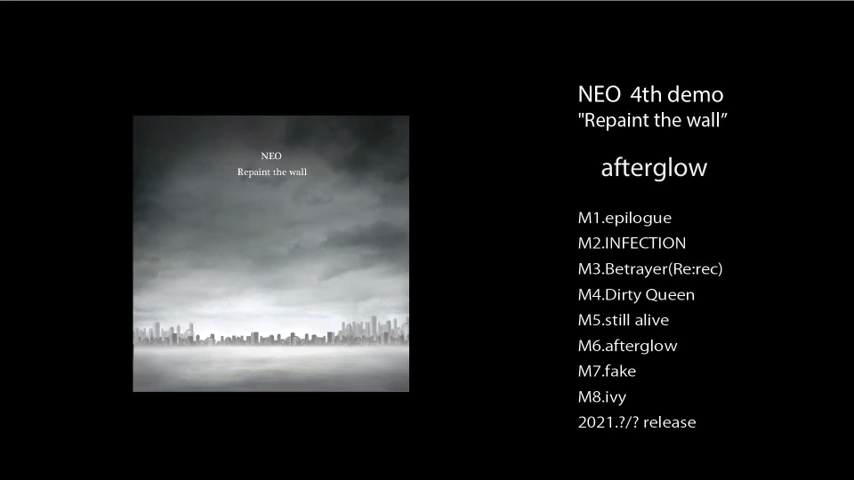 NEO
Repaint the wall
NEO 4th demo
"Repaint the wall”
afterglow
M1.epilogue
M2.INFECTION
M3.Betrayer(Re:rec)
M4.Dirty Queen
M5.still alive
M6.afterglow
M7.fake
M8.ivy
2021.?/? release